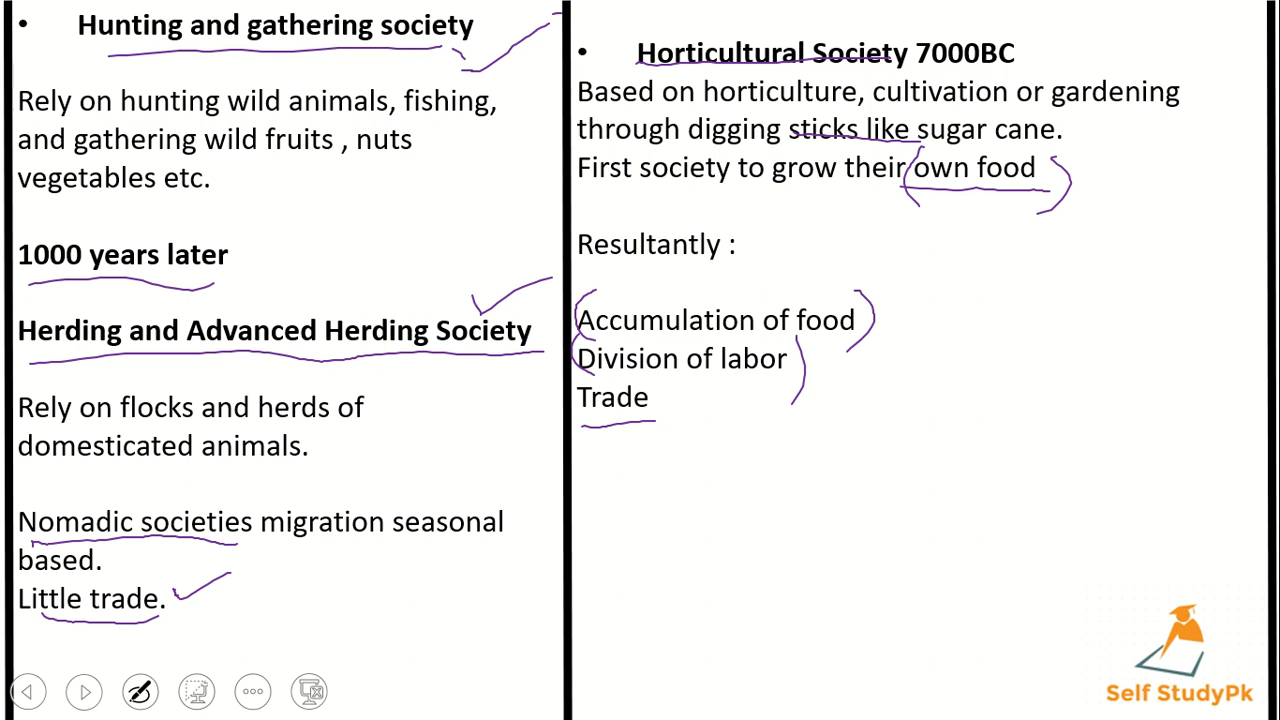 • Hunting and gathering society
Rely on hunting wild animals, fishing,
and gathering wild fruits , nuts
vegetables etc.
1000 years later
Herding and Advanced Herding Society
Rely on flocks and herds of
domesticated animals.
Nomadic societies migration seasonal
based.
Little trade.
• Horticultural Society 7000BC
Based on horticulture, cultivation or gardening
through digging sticks like sugar cane.
First society to grow their own food
Resultantly :
Accumulation of food
Division of labor
Trade
Self StudyPk